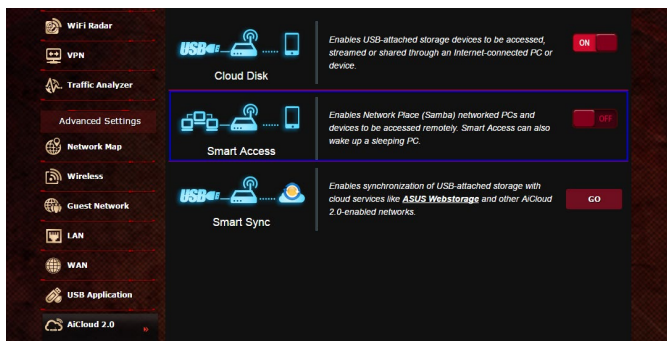 WiFi Radar
VPN
Traffic Analyzer
Advanced Settings
Network Map
Wireless
Guest Network
LAN
WAN
USB Application
AiCloud 2.0
USB
Cloud Disk
Enables USB-attached storage devices to be accessed,
streamed or shared through an Internet-connected PC or
device.
ON
Smart Access
Enables Network Place (Samba) networked PCs and
devices to be accessed remotely. Smart Access can also
wake up a sleeping PC.
OFF
USB
Smart Sync
Enables synchronization of USB-attached storage with
cloud services like ASUS Webstorage and other AiCloud
2.0-enabled networks.
GO